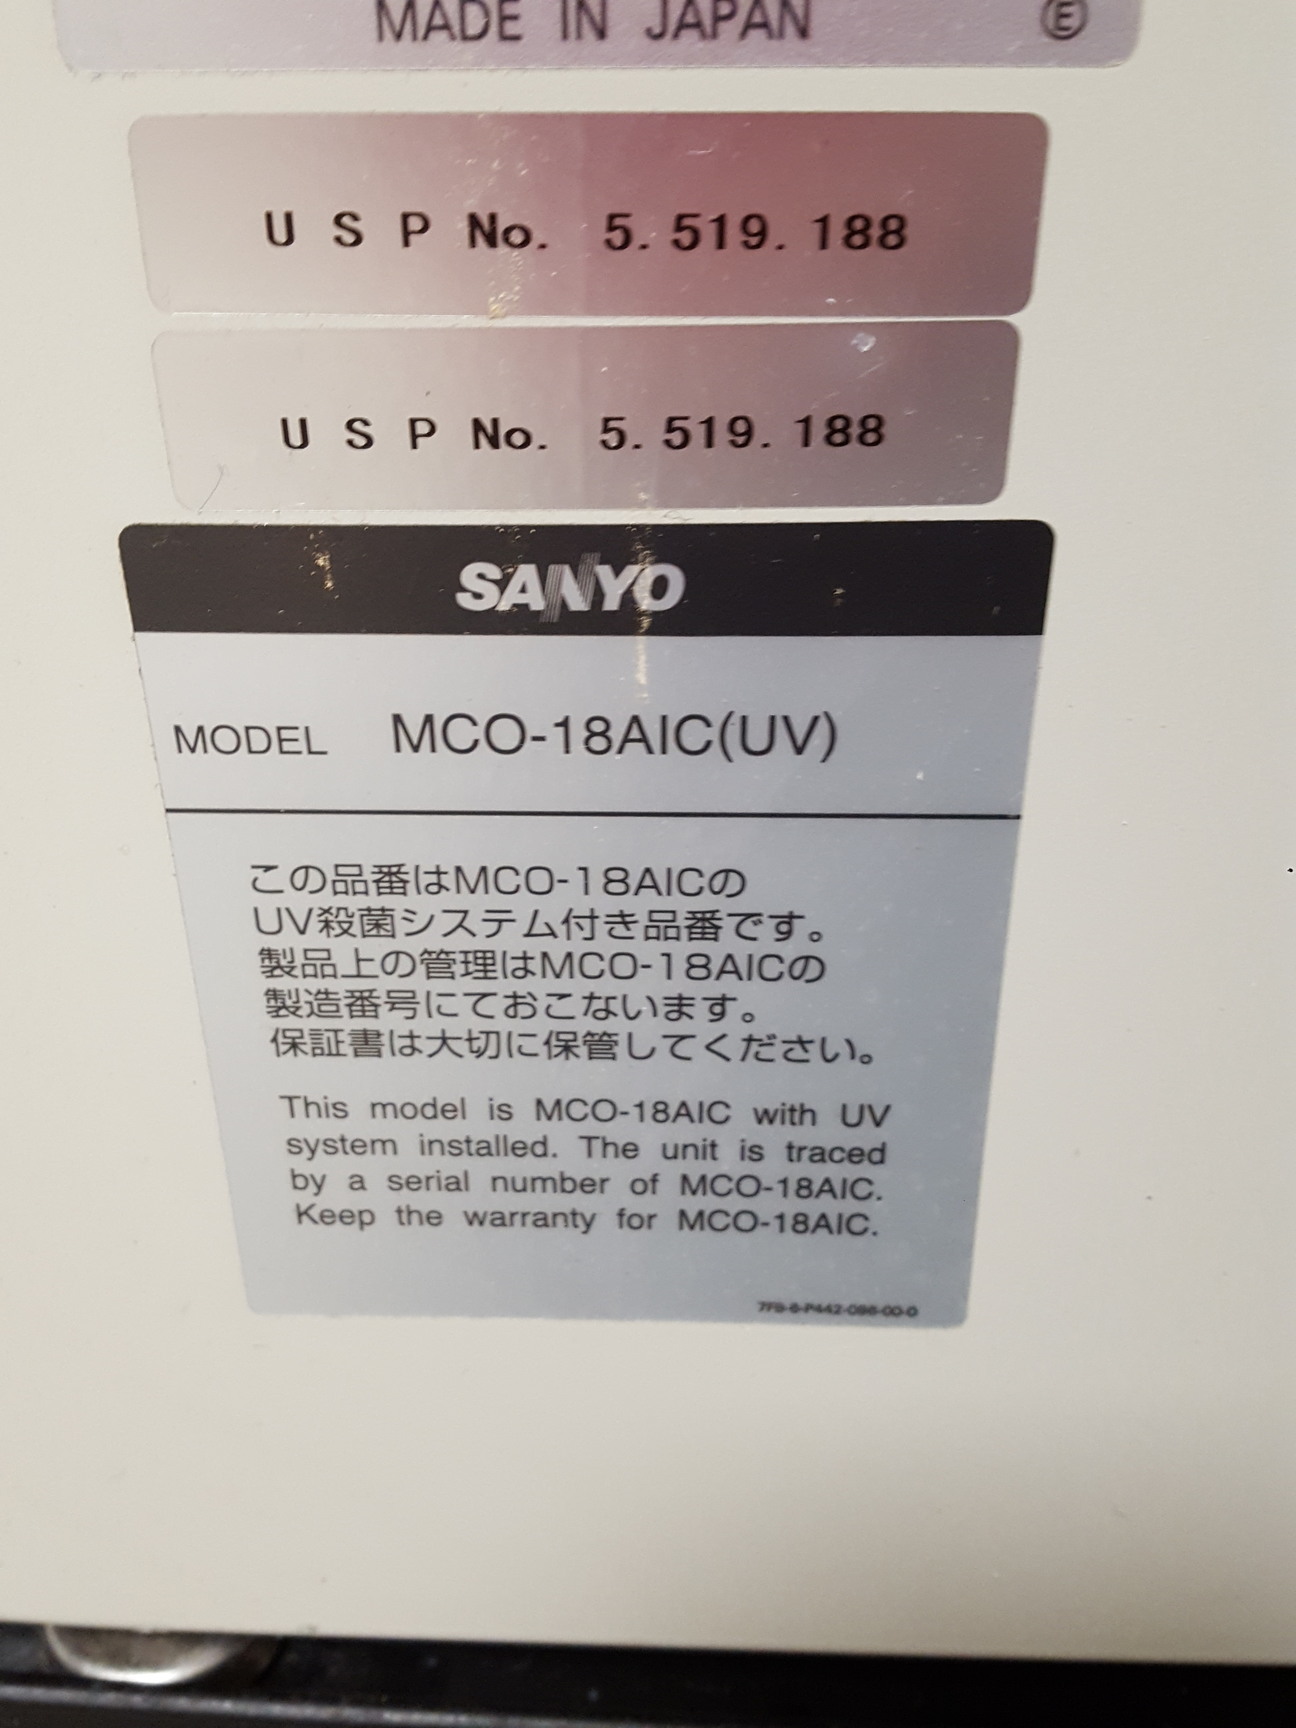 MADE IN JAPAN Ⓔ
U S P No. 5. 519. 188
U S P No. 5. 519. 188
SANYO
MODEL MCO-18AIC(UV)
この品番はMCO-18AICの
UV殺菌システム付き品番です。
製品上の管理はMCO-18AICの
製造番号にておこないます。
保証書は大切に保管してください。
This model is MCO-18AIC with UV
system installed. The unit is traced
by a serial number of MCO-18AIC.
Keep the warranty for MCO-18AIC.